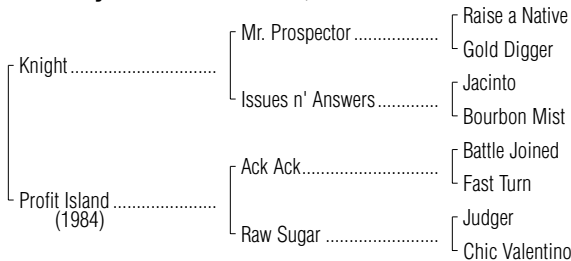 Raise a Native
Mr. Prospector
Gold Digger
Knight
Jacinto
Issues n' Answers
Bourbon Mist
Battle Joined
Ack Ack
Fast Turn
Profit Island
(1984)
Judger
Raw Sugar
Chic Valentino